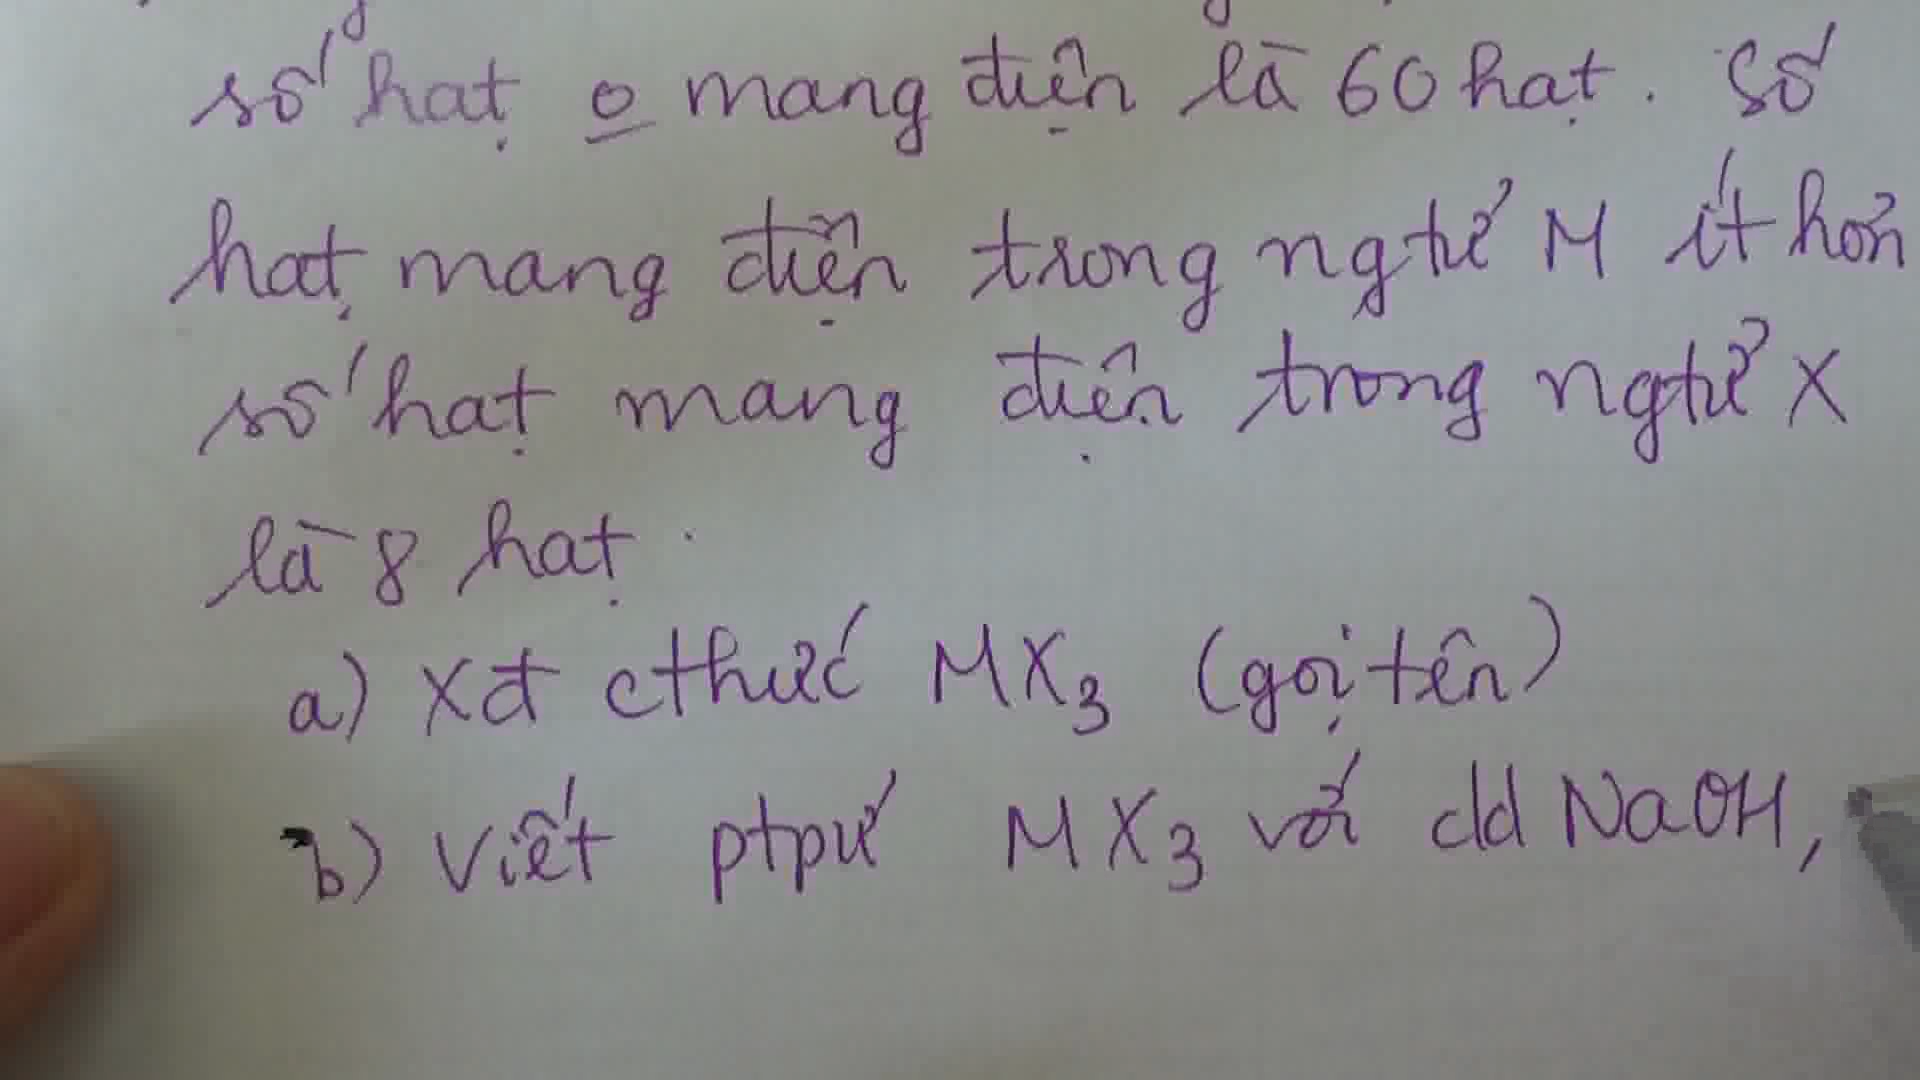 số hạt o mang điện là 60 hạt. Số
hạt mang điện trong ngtử M ít hơn
số hạt mang điện trong ngtử X
là 8 hạt.
a) Xđ cthức MX3 (gọi tên)
b) Viết ptpứ MX3 với dd NaOH,